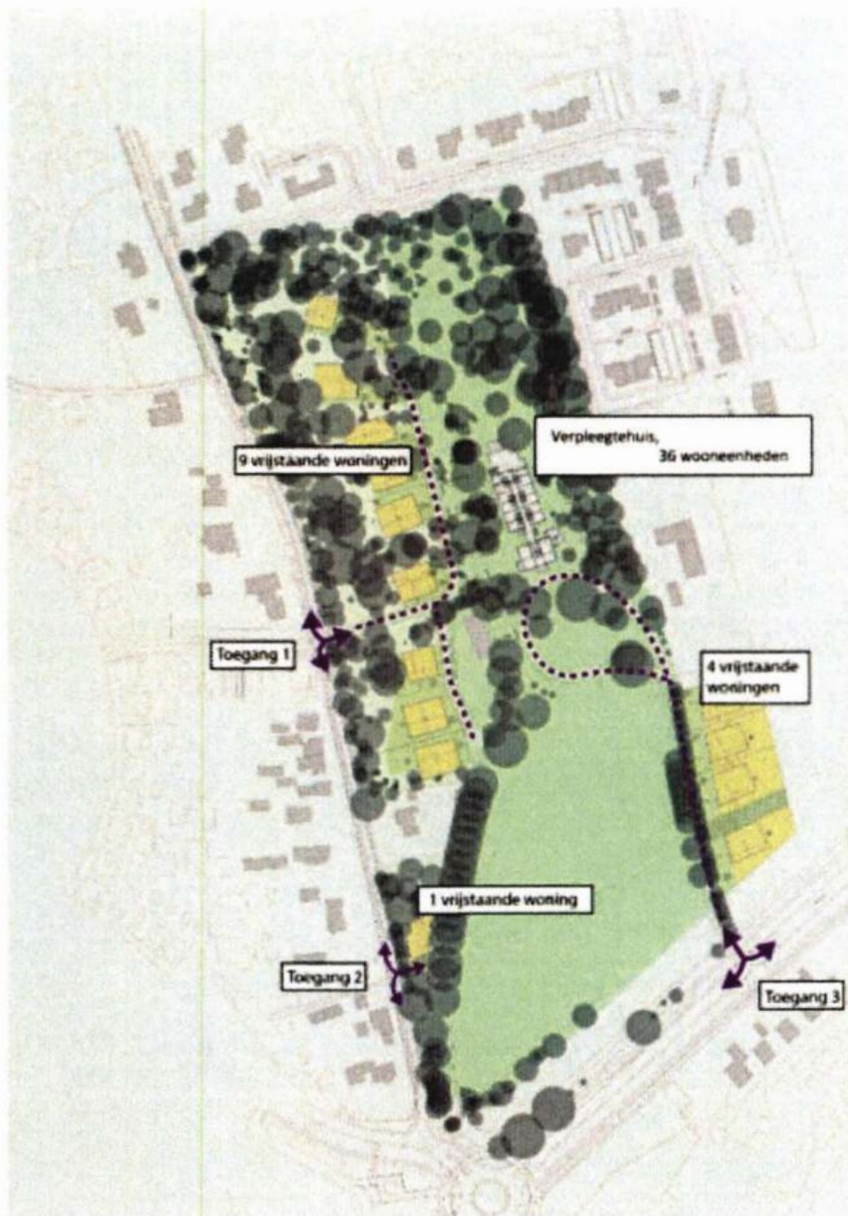 Verpleegtehuis,
36 wooneenheden
9 vrijstaande woningen
Toegang 1
4 vrijstaande
woningen
1 vrijstaande woning
Toegang 2
Toegang 3